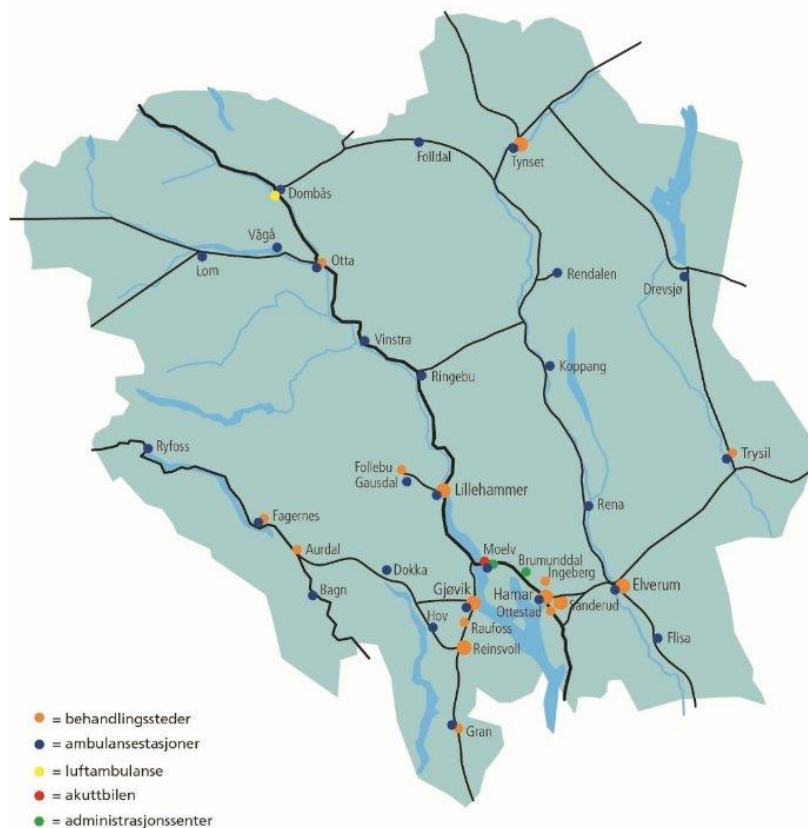 Folldal
Tynset
Dombås
Vågå
Otta
Lom
Rendalen
Drevsjø
Vinstra
Ringebu
Koppang
Ryfoss
Trysil
Follebu
Gausdal
Lillehammer
Rena
Fagernes
Aurdal
Moelv
Brumunddal
Ingeberg
Dokka
Bagn
Gjøvik
Hamar
Elverum
Sanderud
Ottestad
Hov
Raufoss
Reinsvoll
Flisa
Gran
= behandlingssteder
= ambulansestasjoner
= luftambulanse
= akuttbilen
= administrasjonssenter